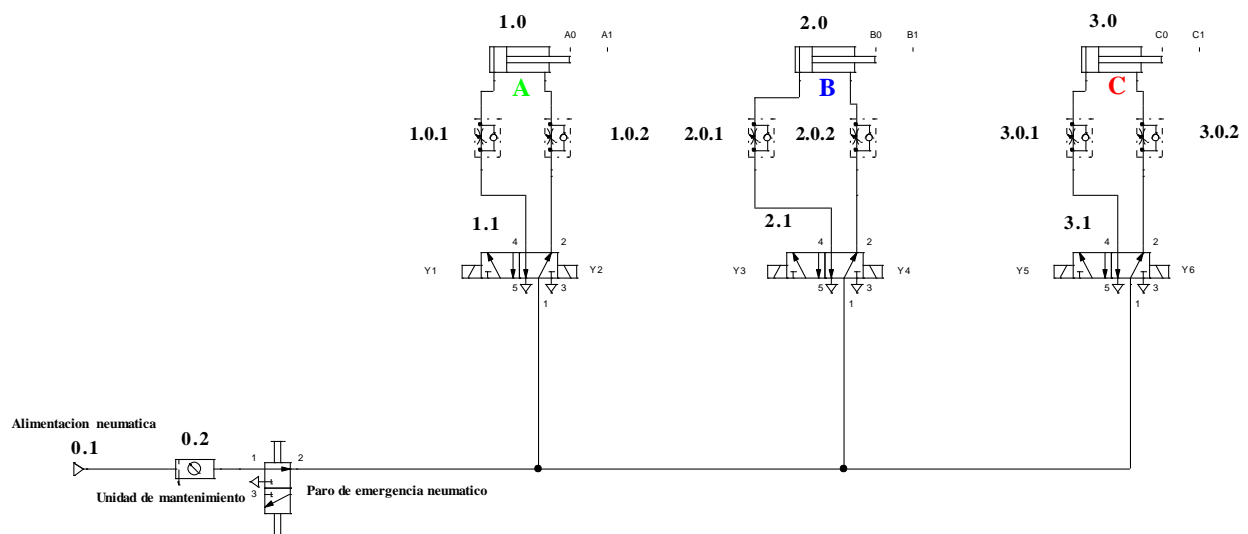 1.0
A0 A1
2.0
B0 B1
3.0
C0 C1
A
B
C
1.0.1 1.0.2
2.0.1 2.0.2
3.0.1 3.0.2
1.1
2.1
3.1
4 2
4 2
4 2
Y1 Y2
Y3 Y4
Y5 Y6
5 3
5 3
5 3
1
1
1
Alimentacion neumatica
0.1
0.2
1 2
3
Unidad de mantenimiento
Paro de emergencia neumatico